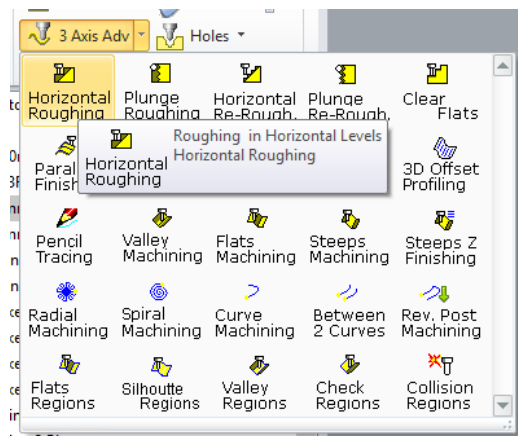 3 Axis Adv
Holes
Horizontal Plunge Horizontal Plunge Clear
Roughing Roughing Re-Rough. Re-Rough. Flats
Roughing in Horizontal Levels
Horizontal Roughing
Horizontal
Roughing
3D Offset
Profiling
Pencil Valley Flats Steeps Steeps Z
Tracing Machining Machining Machining Finishing
Radial Spiral Curve Between Rev. Post
Machining Machining Machining 2 Curves Machining
Flats Silhoutte Valley Check Collision
Regions Regions Regions Regions Regions